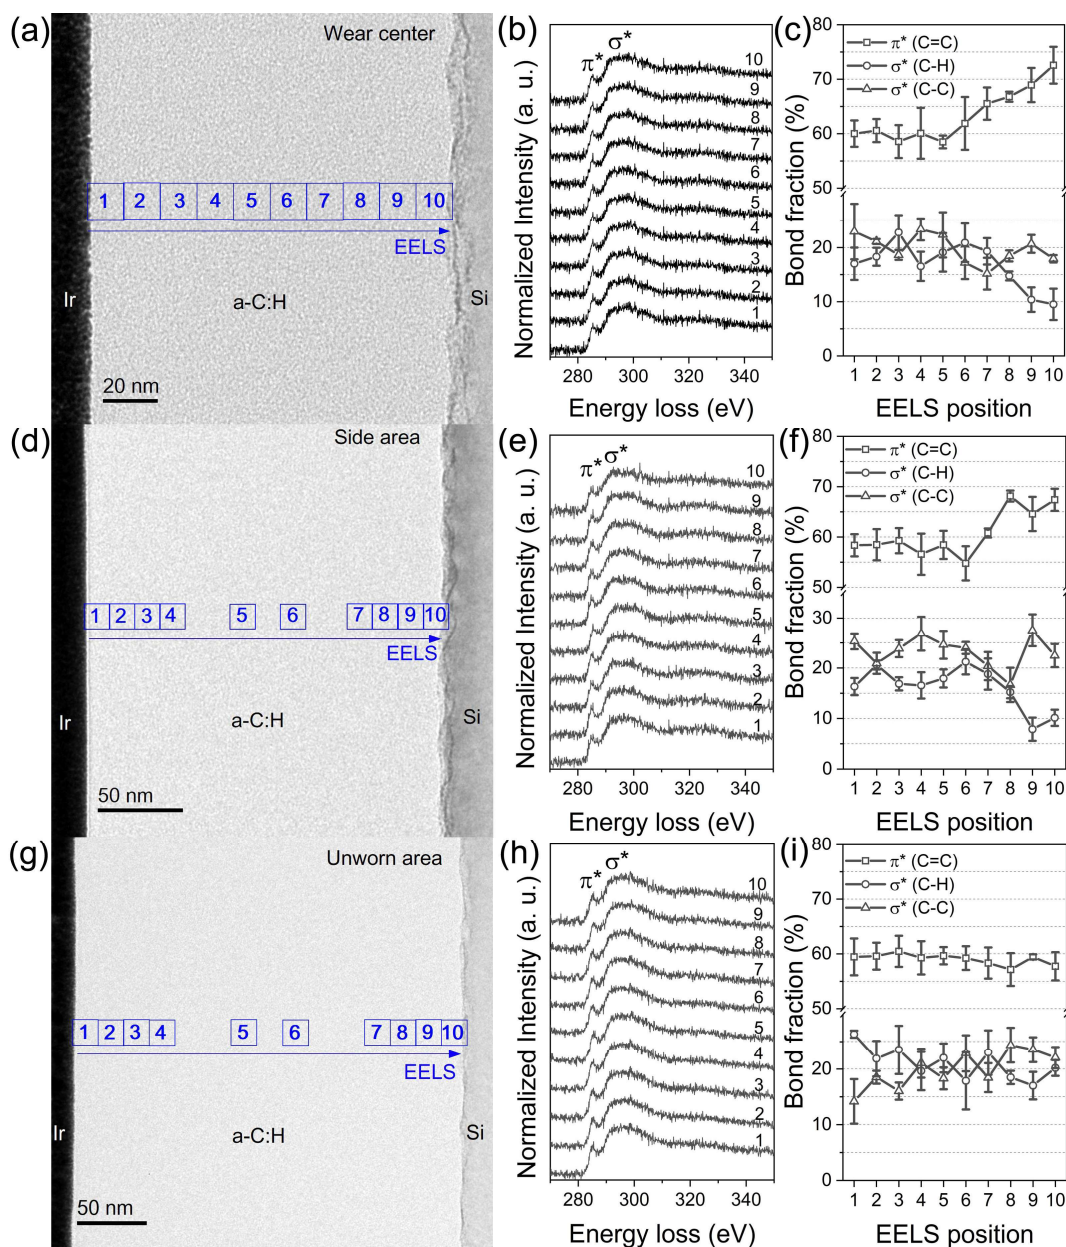 (a)
Wear center
1 2 3 4 5 6 7 8 9 10
EELS
Ir
a-C:H
Si
20 nm
(b)
π* σ*
10
9
8
7
6
5
4
3
2
1
Normalized Intensity (a. u.)
280 300 320 340
Energy loss (eV)
(c)
π* (C=C)
σ* (C-H)
σ* (C-C)
Bond fraction (%)
80
70
60
50
20
10
0
1 2 3 4 5 6 7 8 9 10
EELS position
(d)
Side area
1 2 3 4 5 6 7 8 9 10
EELS
Ir
a-C:H
Si
50 nm
(e)
π* σ*
10
9
8
7
6
5
4
3
2
1
Normalized Intensity (a. u.)
280 300 320 340
Energy loss (eV)
(f)
π* (C=C)
σ* (C-H)
σ* (C-C)
Bond fraction (%)
80
70
60
50
30
20
10
0
1 2 3 4 5 6 7 8 9 10
EELS position
(g)
Unworn area
1 2 3 4 5 6 7 8 9 10
EELS
Ir
a-C:H
Si
50 nm
(h)
π* σ*
10
9
8
7
6
5
4
3
2
1
Normalized Intensity (a. u.)
280 300 320 340
Energy loss (eV)
(i)
π* (C=C)
σ* (C-H)
σ* (C-C)
Bond fraction (%)
80
70
60
50
20
10
0
1 2 3 4 5 6 7 8 9 10
EELS position